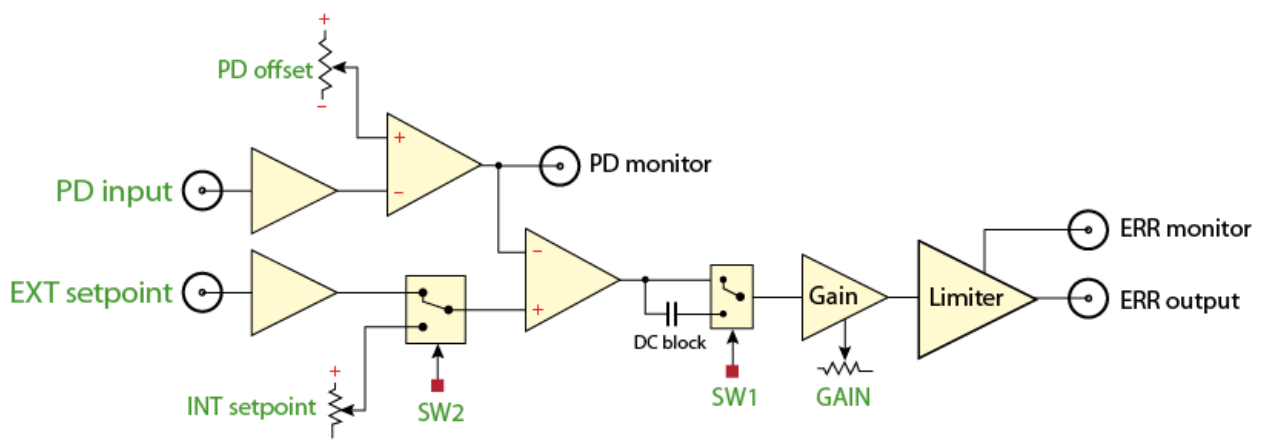 +
PD offset
−
+
PD monitor
PD input
−
ERR monitor
−
EXT setpoint
Gain
Limiter
ERR output
+
DC block
+
SW1
GAIN
INT setpoint
SW2